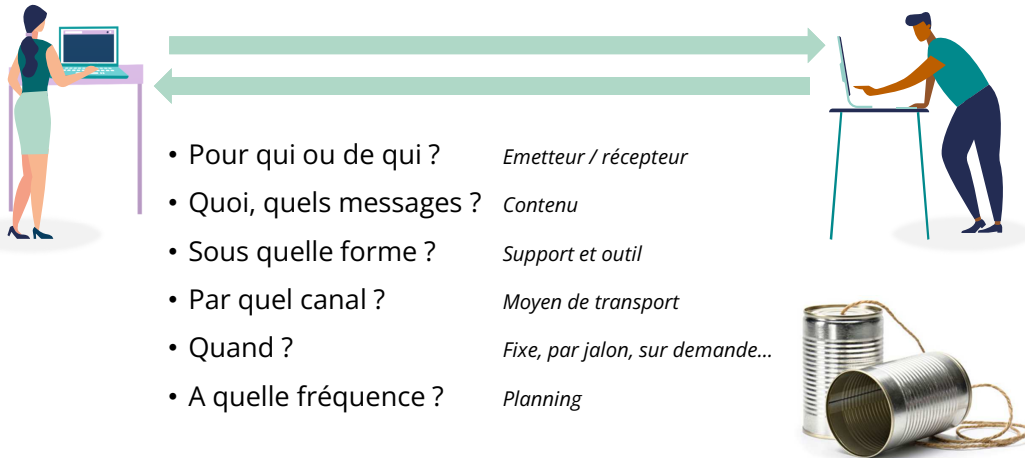 • Pour qui ou de qui ? Emetteur / récepteur
• Quoi, quels messages ? Contenu
• Sous quelle forme ? Support et outil
• Par quel canal ? Moyen de transport
• Quand ? Fixe, par jalon, sur demande...
• A quelle fréquence ? Planning